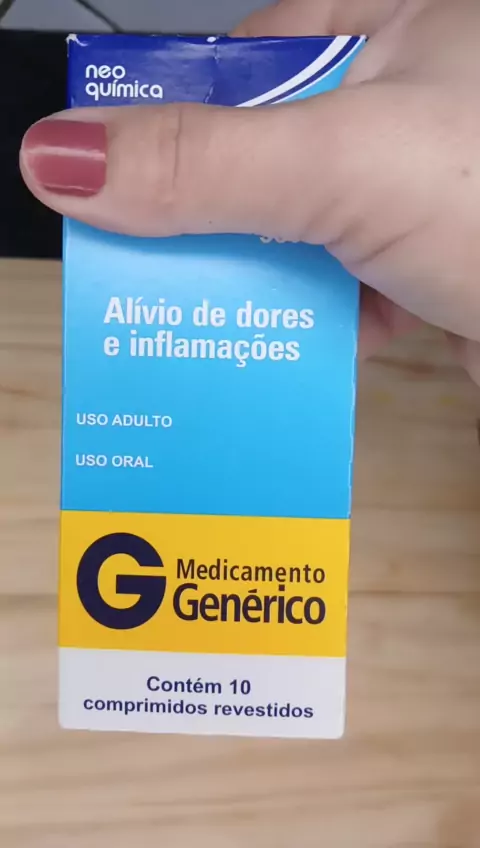 neo
química
Alívio de dores
e inflamações
USO ADULTO
USO ORAL
G Medicamento
Genérico
Contém 10
comprimidos revestidos